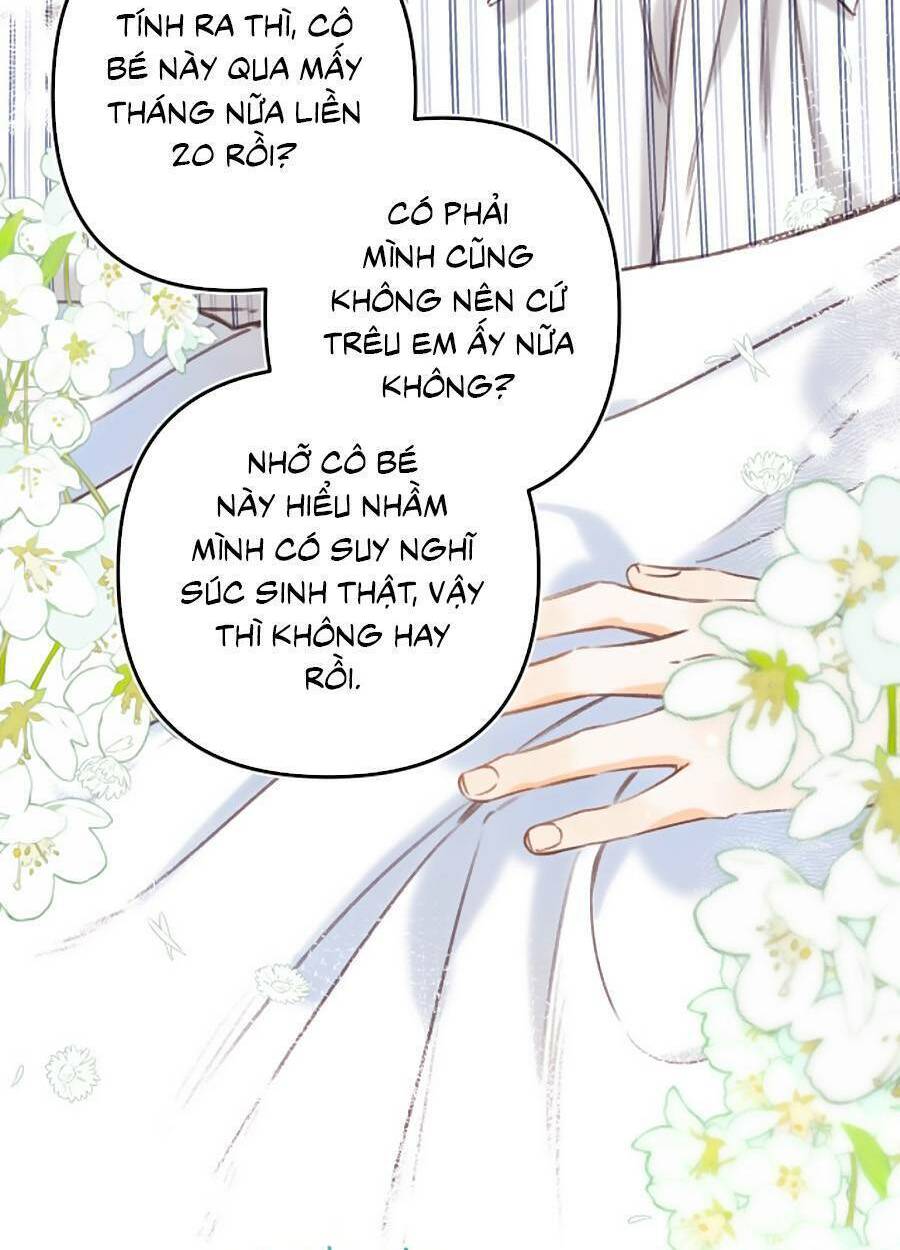 TÍNH RA THÌ, CÔ
BÉ NÀY QUA MẤY
THÁNG NỮA LIỀN
20 RỒI?
CÓ PHẢI
MÌNH CŨNG
KHÔNG NÊN CỨ
TRÊU EM ẤY NỮA
KHÔNG?
NHỠ CÔ BÉ
NÀY HIỂU NHẦM
MÌNH CÓ SUY NGHĨ
SÚC SINH THẬT, VẬY
THÌ KHÔNG HAY
RỒI.